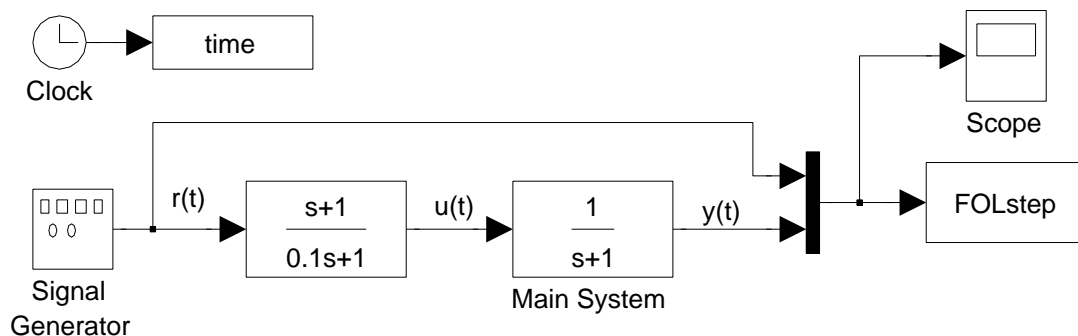 time
Clock
Scope
r(t)
s+1
0.1s+1
u(t)
1
s+1
y(t)
FOLstep
Signal
Generator
Main System